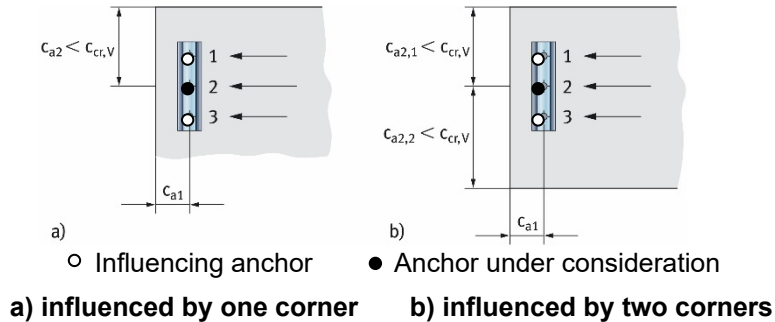 c_a2 < c_cr,V
1
2
3
c_a1
a)
c_a2,1 < c_cr,V
c_a2,2 < c_cr,V
1
2
3
c_a1
b)
Influencing anchor
Anchor under consideration
a) influenced by one corner
b) influenced by two corners